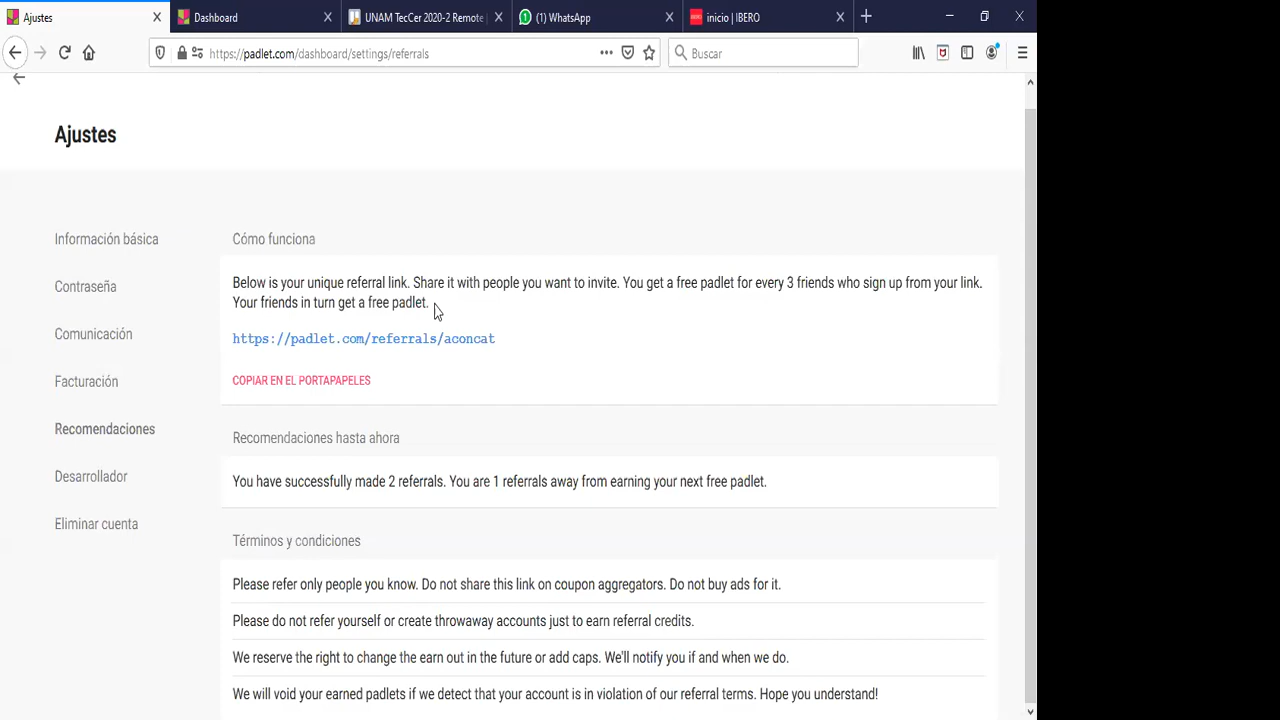 Ajustes
Dashboard
UNAM TecCer 2020-2 Remote
(1) WhatsApp
IBERO
inicio | IBERO
https://padlet.com/dashboard/settings/referrals
Buscar
Ajustes
Información básica
Contraseña
Comunicación
Facturación
Recomendaciones
Desarrollador
Eliminar cuenta
Cómo funciona
Below is your unique referral link. Share it with people you want to invite. You get a free padlet for every 3 friends who sign up from your link.
Your friends in turn get a free padlet.
https://padlet.com/referrals/aconcat
COPIAR EN EL PORTAPAPELES
Recomendaciones hasta ahora
You have successfully made 2 referrals. You are 1 referrals away from earning your next free padlet.
Términos y condiciones
Please refer only people you know. Do not share this link on coupon aggregators. Do not buy ads for it.
Please do not refer yourself or create throwaway accounts just to earn referral credits.
We reserve the right to change the earn out in the future or add caps. We'll notify you if and when we do.
We will void your earned padlets if we detect that your account is in violation of our referral terms. Hope you understand!